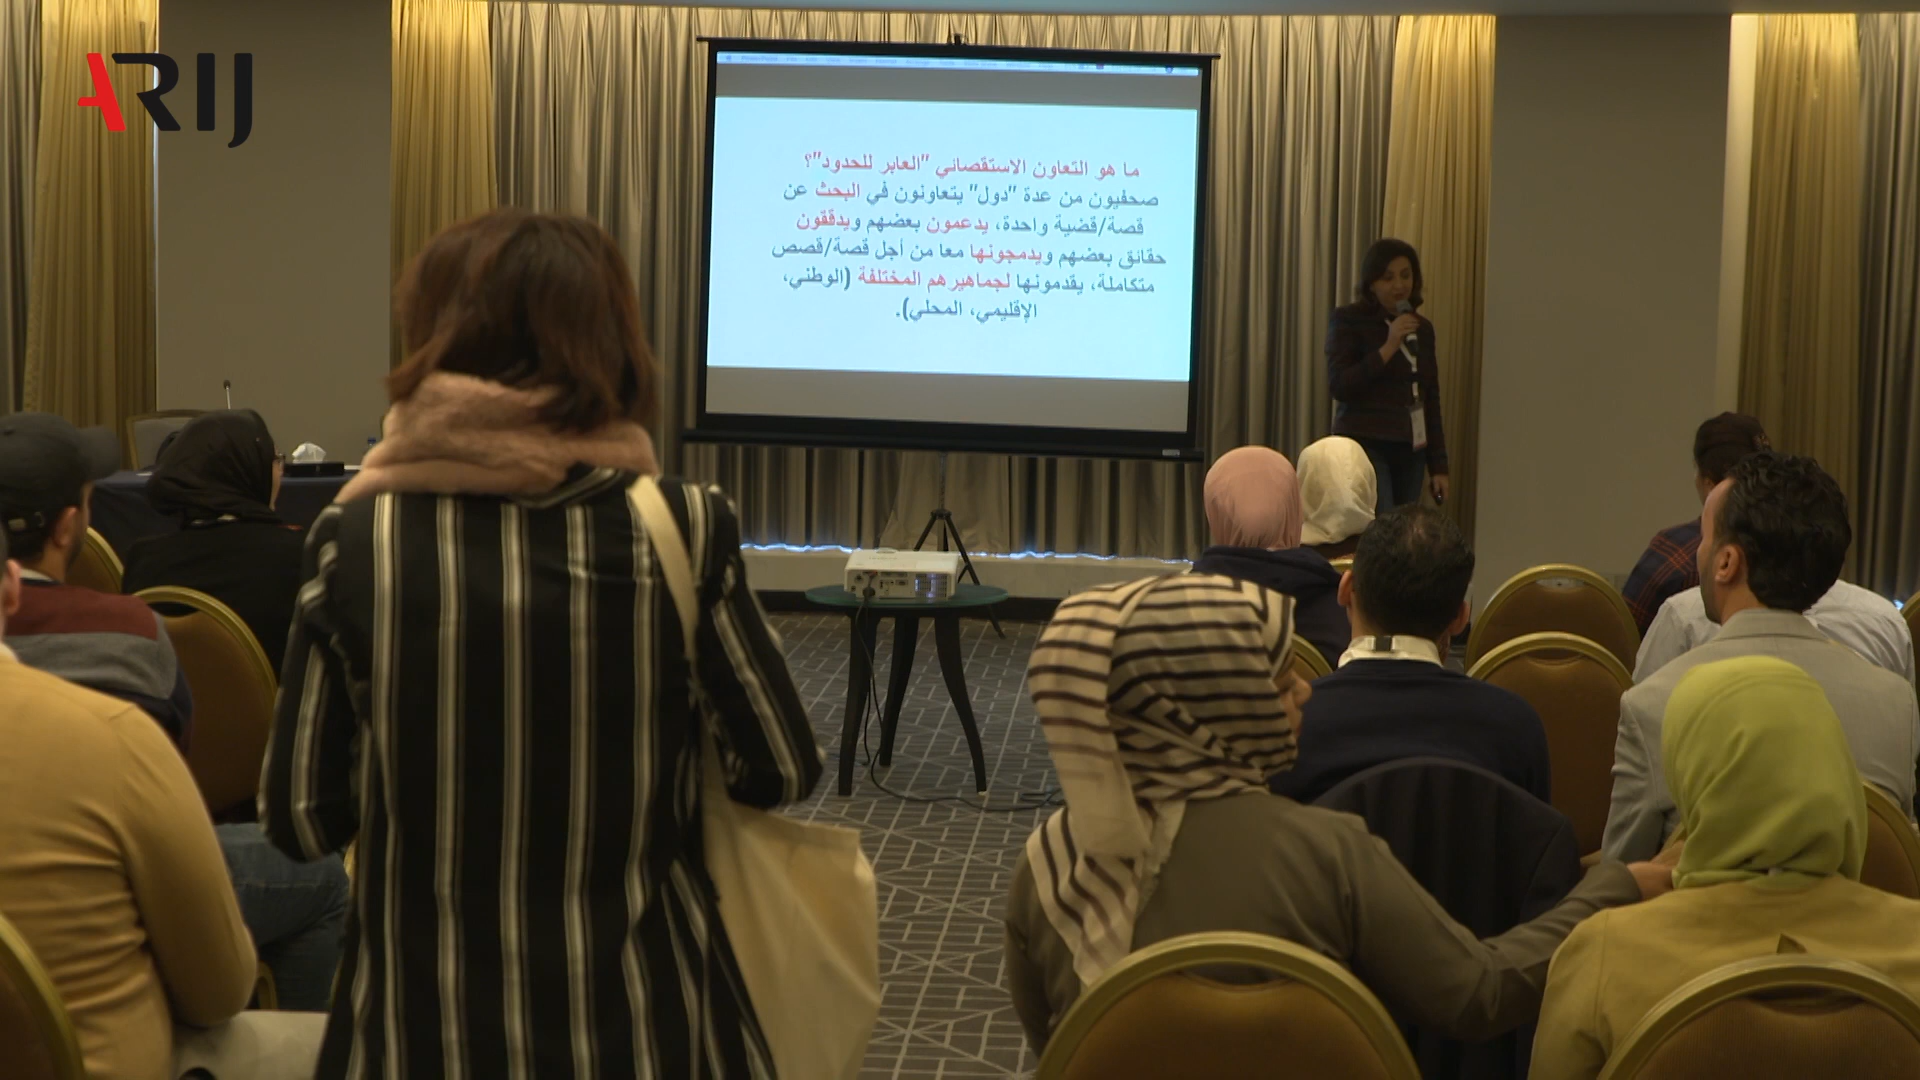 ARIJ
ما هو التعاون الاستقصائي "العابر للحدود"؟
صحفيون من عدة "دول" يتعاونون في البحث عن
قصة/قضية واحدة، يدعمون بعضهم ويدققون
حقائق بعضهم ويدمجونها معا من أجل قصة/قصص
متكاملة، يقدمونها لجماهيرهم المختلفة (الوطني،
الإقليمي، المحلي).